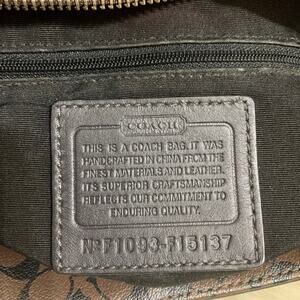 COACH
THIS IS A COACH BAG. IT WAS
HANDCRAFTED IN CHINA FROM THE
FINEST MATERIALS AND LEATHER.
ITS SUPERIOR CRAFTSMANSHIP
REFLECTS OUR COMMITMENT TO
ENDURING QUALITY.
Nº F1093-F15137